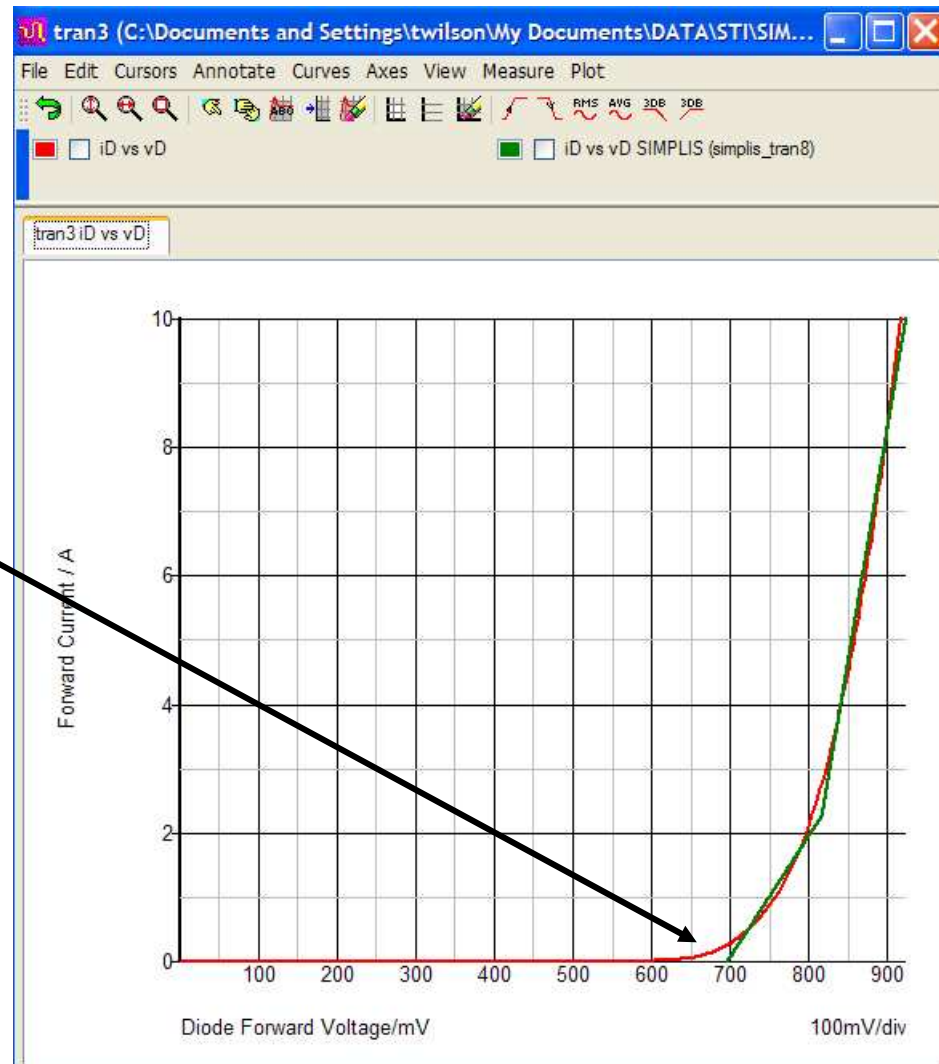 tran3 (C:\Documents and Settings\twilson\My Documents\DATA\STI\SIM...
File Edit Cursors Annotate Curves Axes View Measure Plot
ABO RMS AVG 3DB 3DB
iD vs vD iD vs vD SIMPLIS (simplis_tran8)
tran3 iD vs vD
10
8
6
4
2
0
Forward Current / A
100 200 300 400 500 600 700 800 900
Diode Forward Voltage/mV 100mV/div